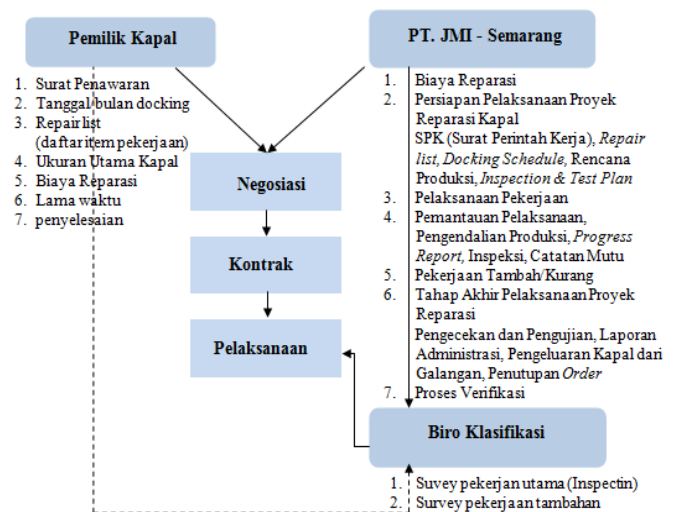 Pemilik Kapal
1. Surat Penawaran
2. Tanggal/bulan docking
3. Repair list
(daftar item pekerjaan)
4. Ukuran Utama Kapal
5. Biaya Reparasi
6. Lama waktu
7. penyelesaian
Negosiasi
Kontrak
Pelaksanaan
PT. JMI - Semarang
1. Biaya Reparasi
2. Persiapan Pelaksanaan Proyek
Reparasi Kapal
SPK (Surat Perintah Kerja), Repair
list, Docking Schedule, Rencana
Produksi, Inspection & Test Plan
3. Pelaksanaan Pekerjaan
4. Pemantauan Pelaksanaan,
Pengendalian Produksi, Progress
Report, Inspeksi, Catatan Mutu
5. Pekerjaan Tambah/Kurang
6. Tahap Akhir Pelaksanaan Proyek
Reparasi
Pengecekan dan Pengujian, Laporan
Administrasi, Pengeluaran Kapal dari
Galangan, Penutupan Order
7. Proses Verifikasi
Biro Klasifikasi
1. Suvey pekerjan utama (Inspectin)
2. Survey pekerjaan tambahan